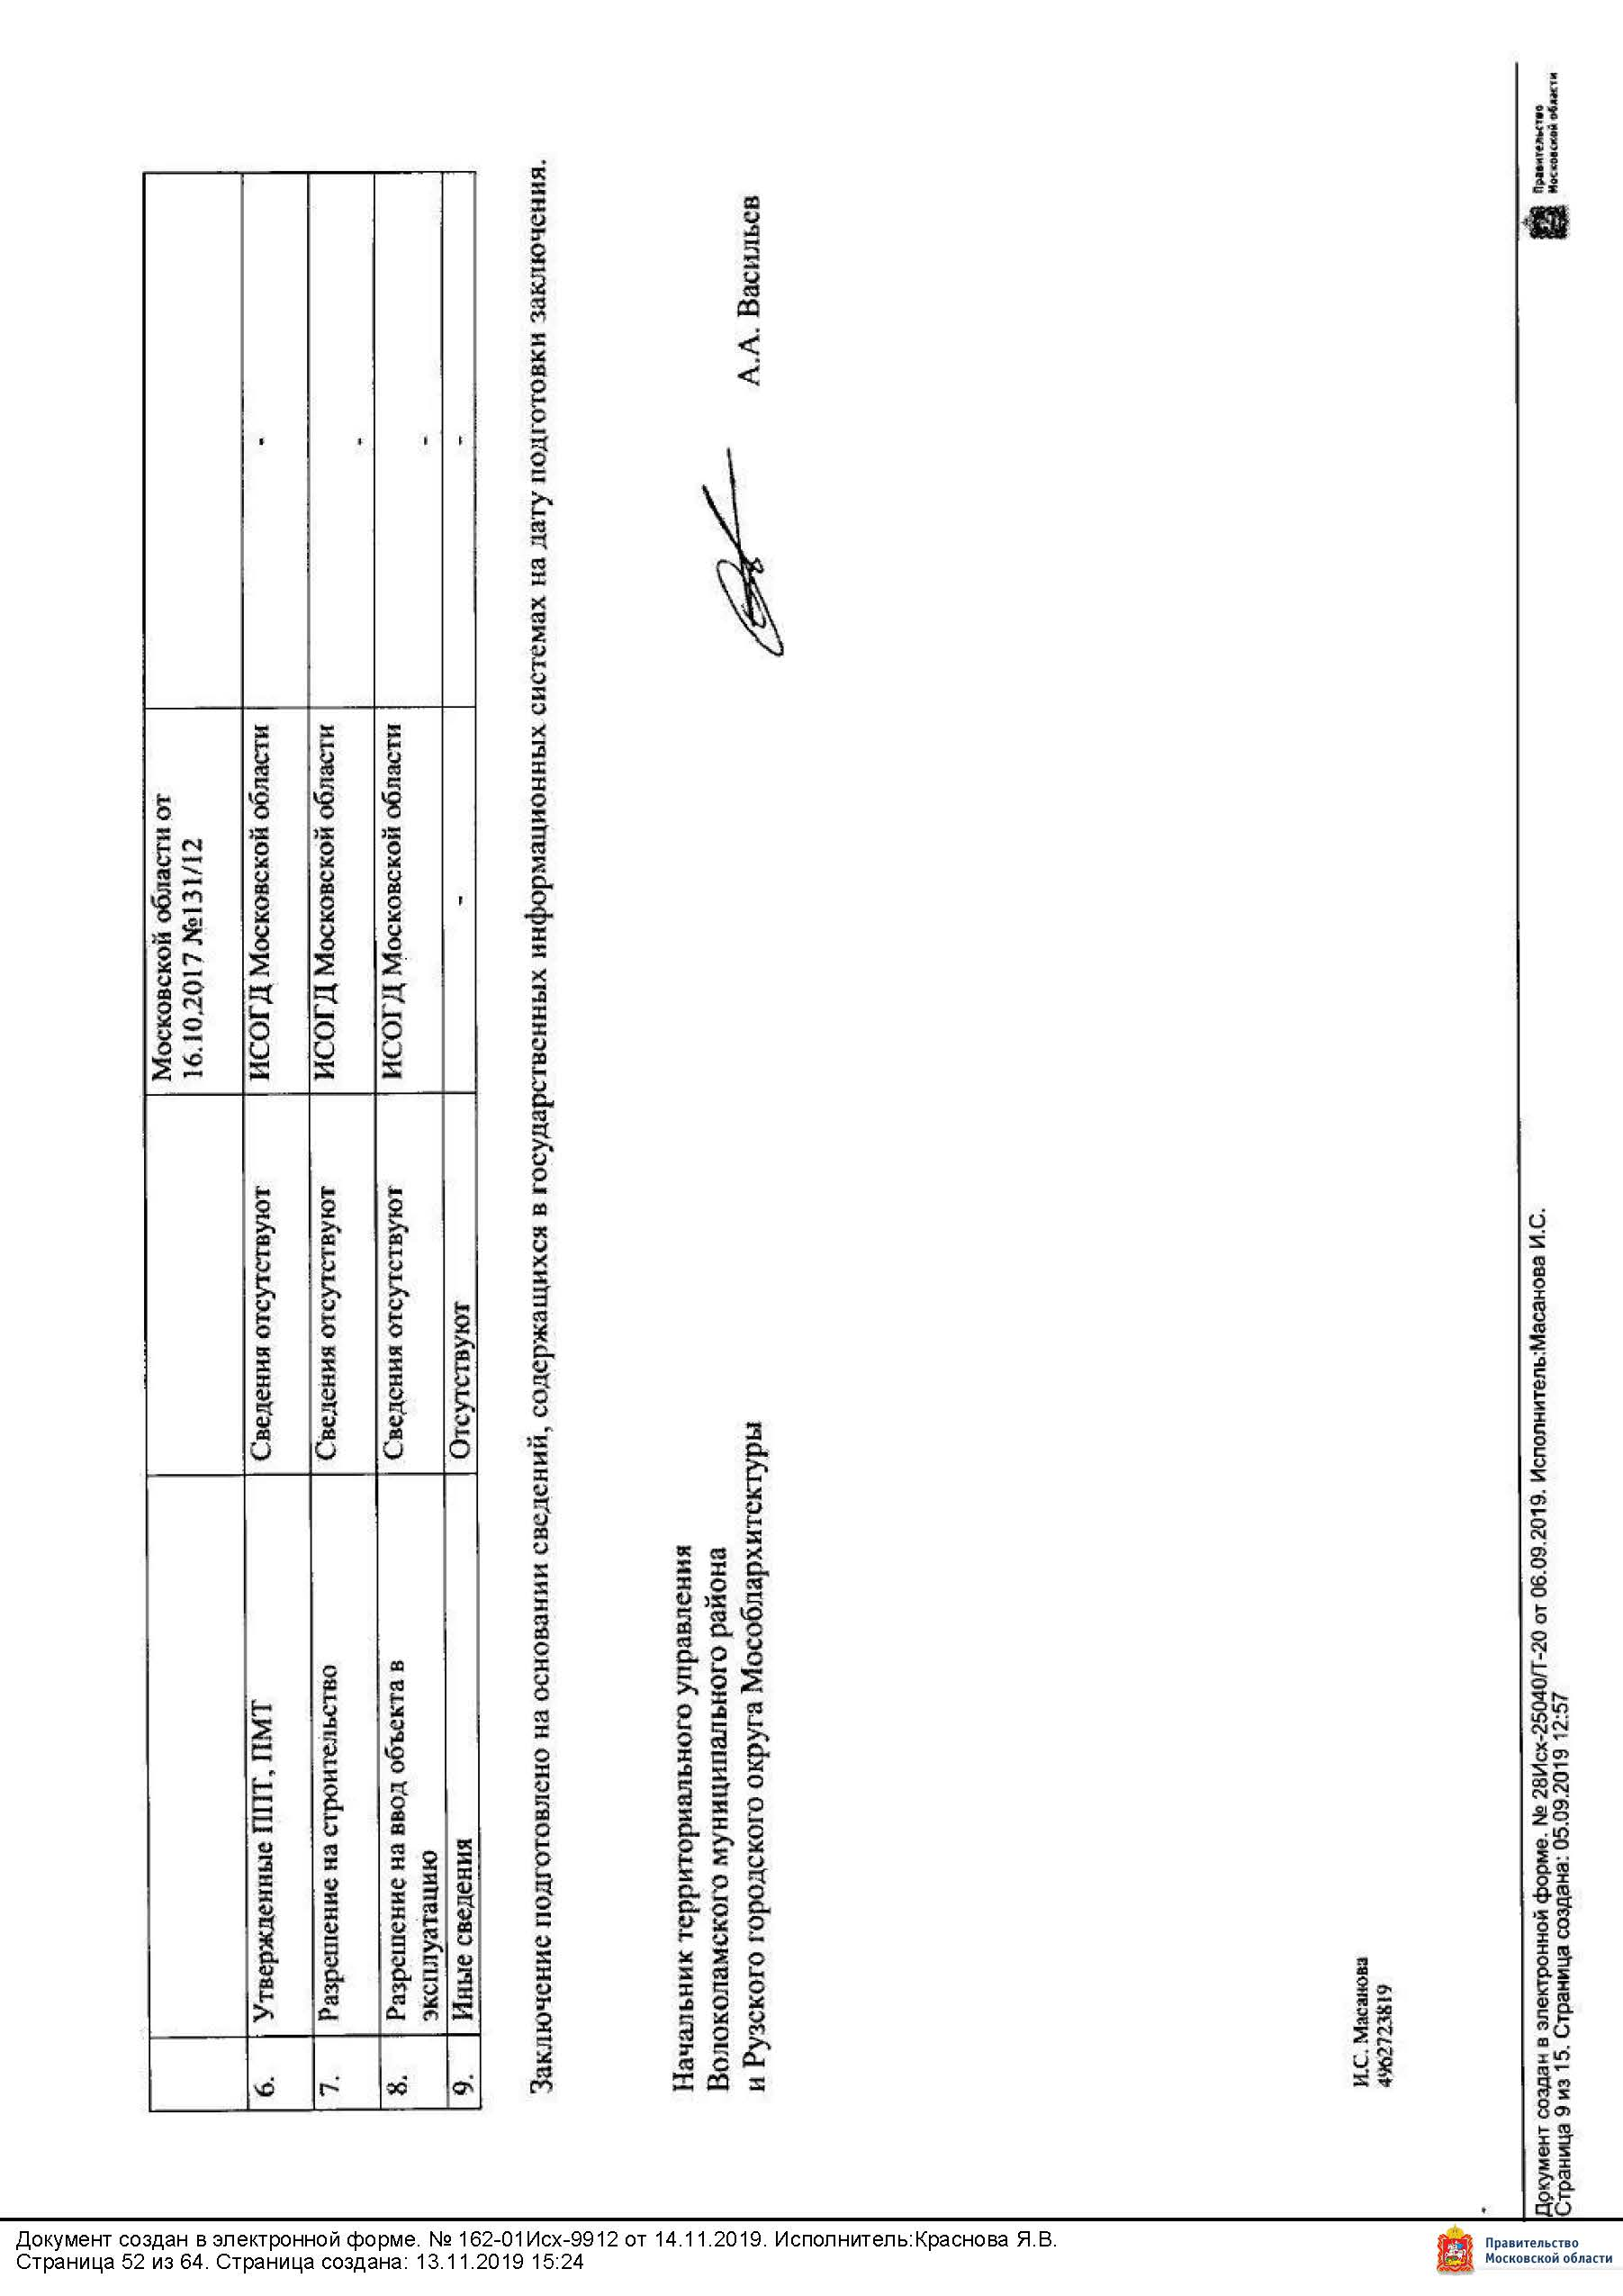 Московской области от
16.10.2017 №131/12
6. Утвержденные ППТ, ПМТ Сведения отсутствуют ИСОГД Московской области -
7. Разрешение на строительство Сведения отсутствуют ИСОГД Московской области -
8. Разрешение на ввод объекта в Сведения отсутствуют ИСОГД Московской области -
эксплуатацию
9. Иные сведения Отсутствуют - -
Заключение подготовлено на основании сведений, содержащихся в государственных информационных системах на дату подготовки заключения.
Начальник территориального управления
Волоколамского муниципального района
и Рузского городского округа Мособлархитектуры А.А. Васильев
И.С. Масанова
4962723819
Документ создан в электронной форме. № 28Исх-25040/Т-20 от 06.09.2019. Исполнитель:Масанова И.С.
Страница 9 из 15. Страница создана: 05.09.2019 12:57
Правительство
Московской области
Документ создан в электронной форме. № 162-01Исх-9912 от 14.11.2019. Исполнитель:Краснова Я.В.
Страница 52 из 64. Страница создана: 13.11.2019 15:24
Правительство
Московской области